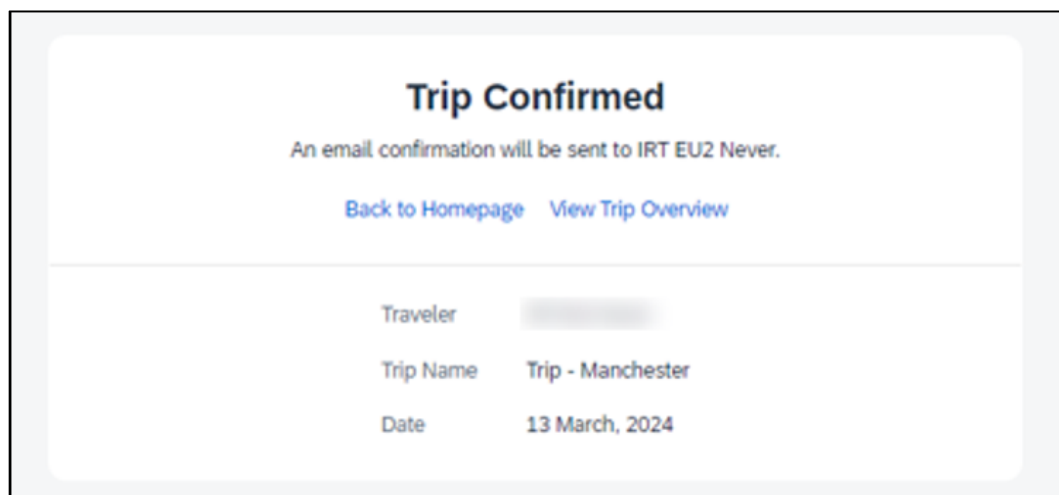 Trip Confirmed
An email confirmation will be sent to IRT EU2 Never.
Back to Homepage View Trip Overview
Traveler
Trip Name Trip - Manchester
Date 13 March, 2024